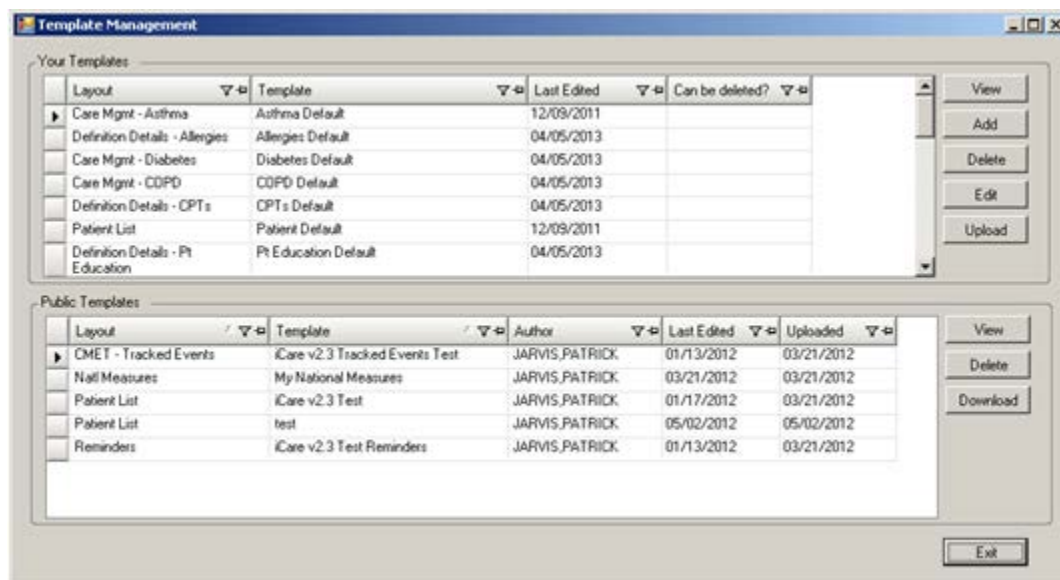 Template Management
Your Templates
Layout Template Last Edited Can be deleted?
Care Mgmt - Asthma Asthma Default 12/09/2011
Definition Details - Allergies Allergies Default 04/05/2013
Care Mgmt - Diabetes Diabetes Default 04/05/2013
Care Mgmt - COPD COPD Default 04/05/2013
Definition Details - CPTs CPTs Default 04/05/2013
Patient List Patient Default 12/09/2011
Definition Details - Pt Pt Education Default 04/05/2013
Education
View
Add
Delete
Edit
Upload
Public Templates
Layout Template Author Last Edited Uploaded
CMET - Tracked Events iCare v2.3 Tracked Events Test JARVIS,PATRICK 01/13/2012 03/21/2012
Natl Measures My National Measures JARVIS,PATRICK 03/21/2012 03/21/2012
Patient List iCare v2.3 Test JARVIS,PATRICK 01/17/2012 03/21/2012
Patient List test JARVIS,PATRICK 05/02/2012 05/02/2012
Reminders iCare v2.3 Test Reminders JARVIS,PATRICK 01/13/2012 03/21/2012
View
Delete
Download
Exit